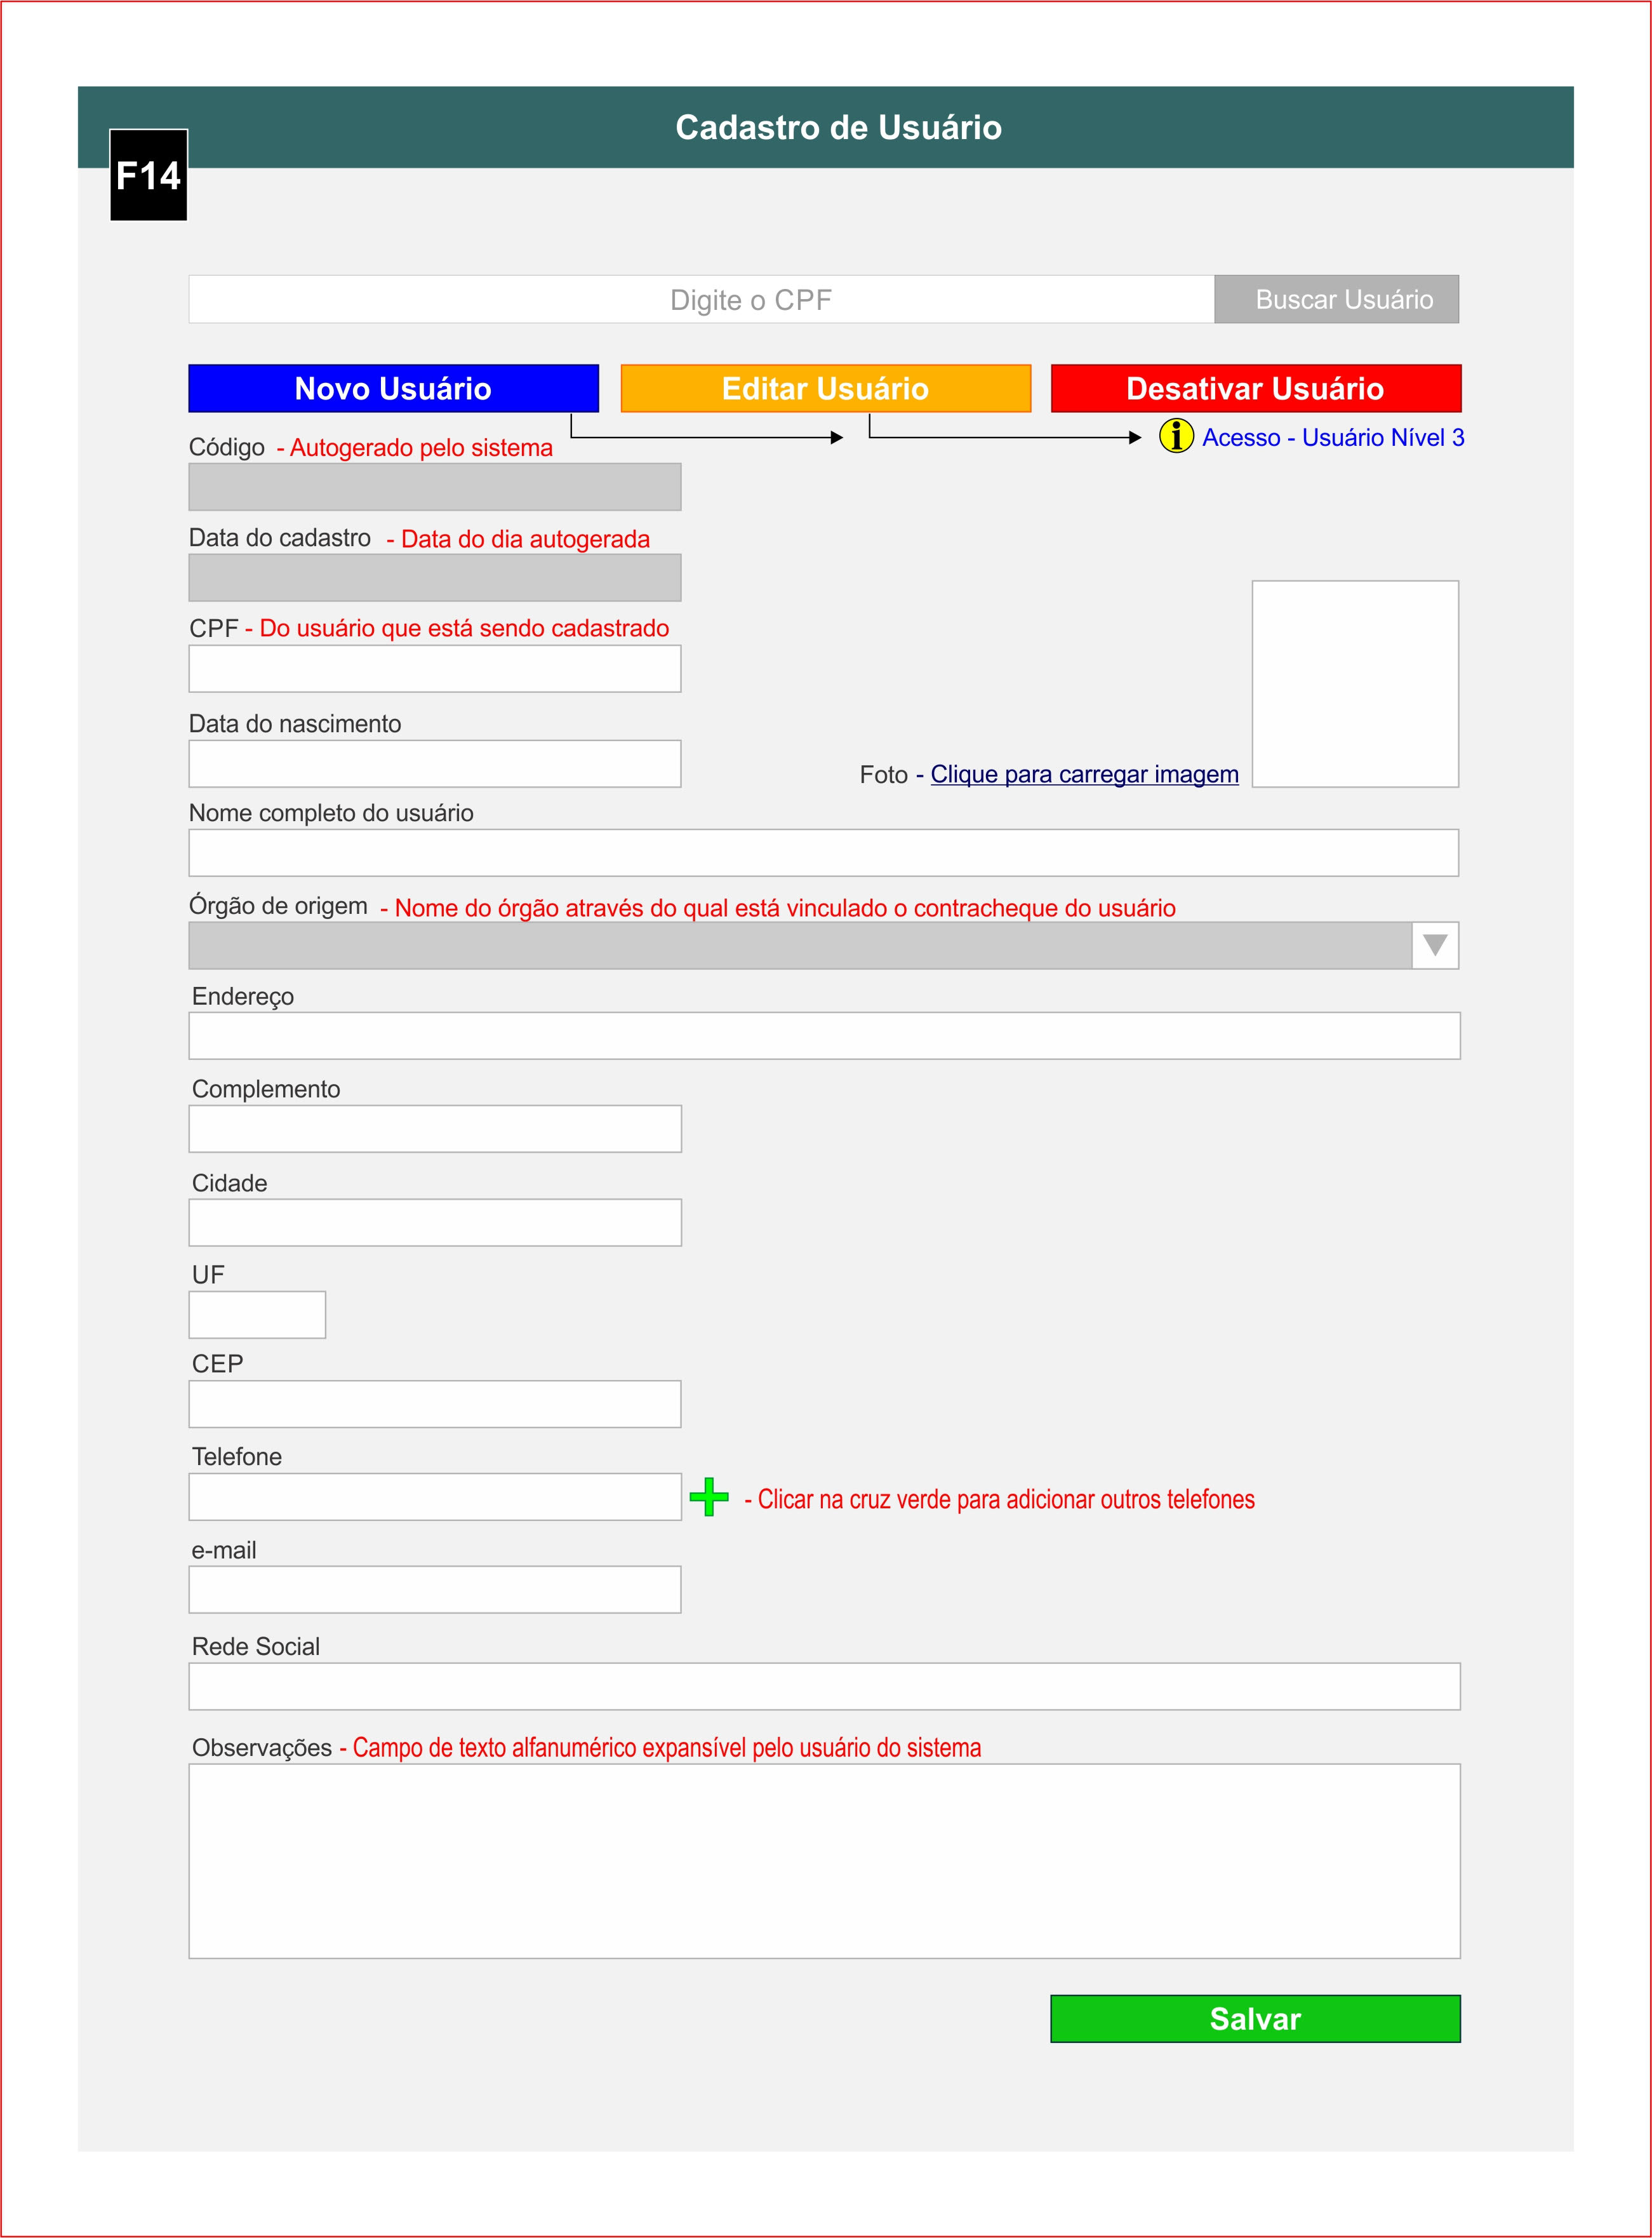 Cadastro de Usuário
F14
Digite o CPF
Buscar Usuário
Novo Usuário
Editar Usuário
Desativar Usuário
i Acesso - Usuário Nível 3
Código - Autogerado pelo sistema
Data do cadastro - Data do dia autogerada
CPF - Do usuário que está sendo cadastrado
Data do nascimento
Foto - Clique para carregar imagem
Nome completo do usuário
Órgão de origem - Nome do órgão através do qual está vinculado o contracheque do usuário
Endereço
Complemento
Cidade
UF
CEP
Telefone
- Clicar na cruz verde para adicionar outros telefones
e-mail
Rede Social
Observações - Campo de texto alfanumérico expansível pelo usuário do sistema
Salvar